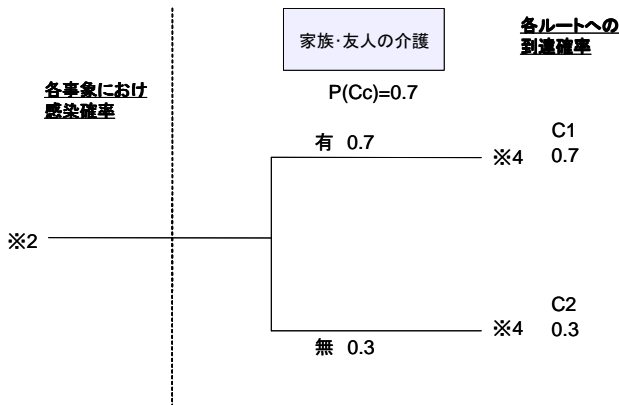 家族・友人の介護
各ルートへの
到達確率
各事象におけ
感染確率
P(Cc)=0.7
有 0.7
※4
C1
0.7
※2
無 0.3
※4
C2
0.3